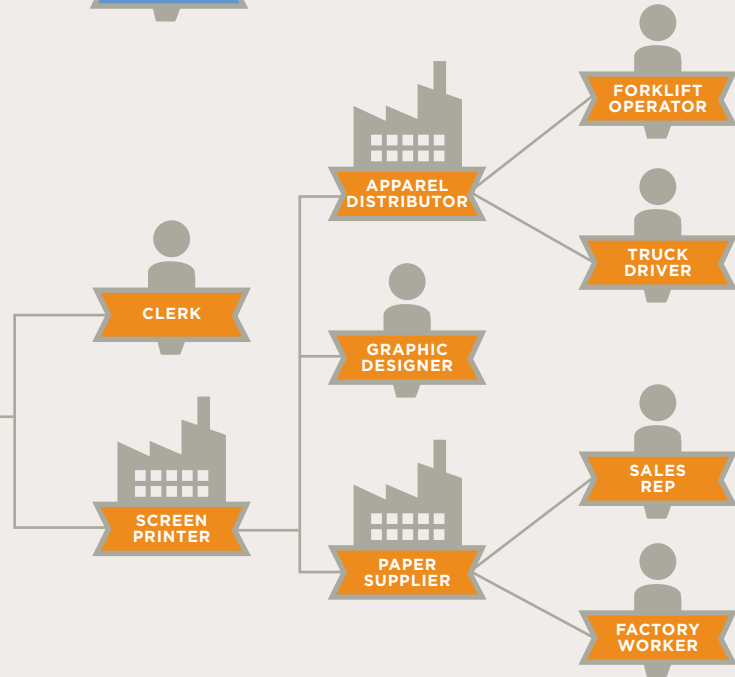 FORKLIFT
OPERATOR
APPAREL
DISTRIBUTOR
TRUCK
DRIVER
CLERK
GRAPHIC
DESIGNER
SALES
REP
SCREEN
PRINTER
PAPER
SUPPLIER
FACTORY
WORKER